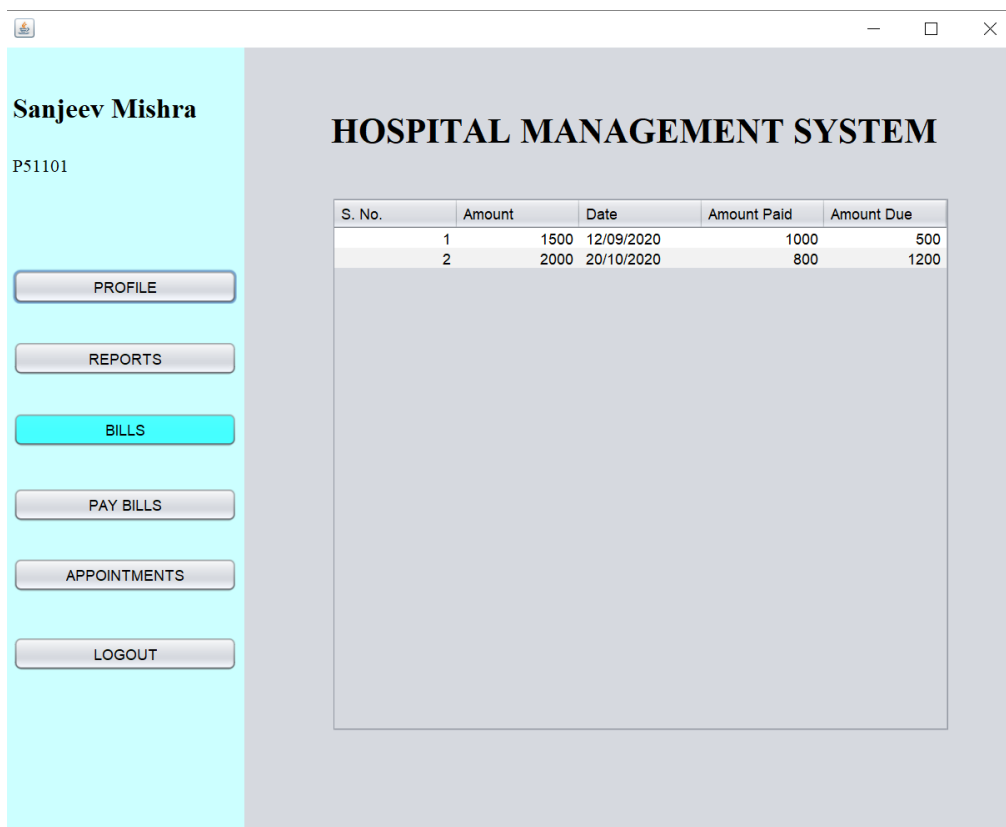 Sanjeev Mishra
P51101
PROFILE
REPORTS
BILLS
PAY BILLS
APPOINTMENTS
LOGOUT
HOSPITAL MANAGEMENT SYSTEM
S. No. Amount Date Amount Paid Amount Due
1 1500 12/09/2020 1000 500
2 2000 20/10/2020 800 1200